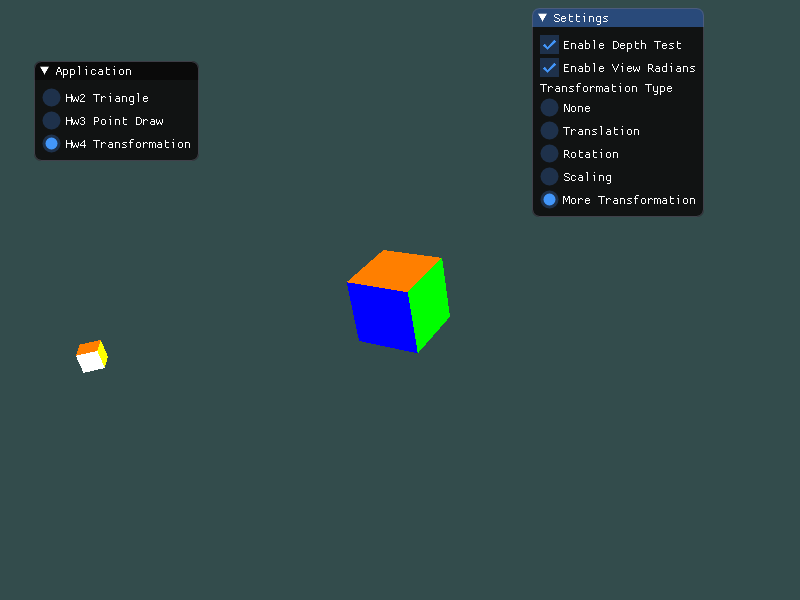 Application
Hw2 Triangle
Hw3 Point Draw
Hw4 Transformation
Settings
Enable Depth Test
Enable View Radians
Transformation Type
None
Translation
Rotation
Scaling
More Transformation